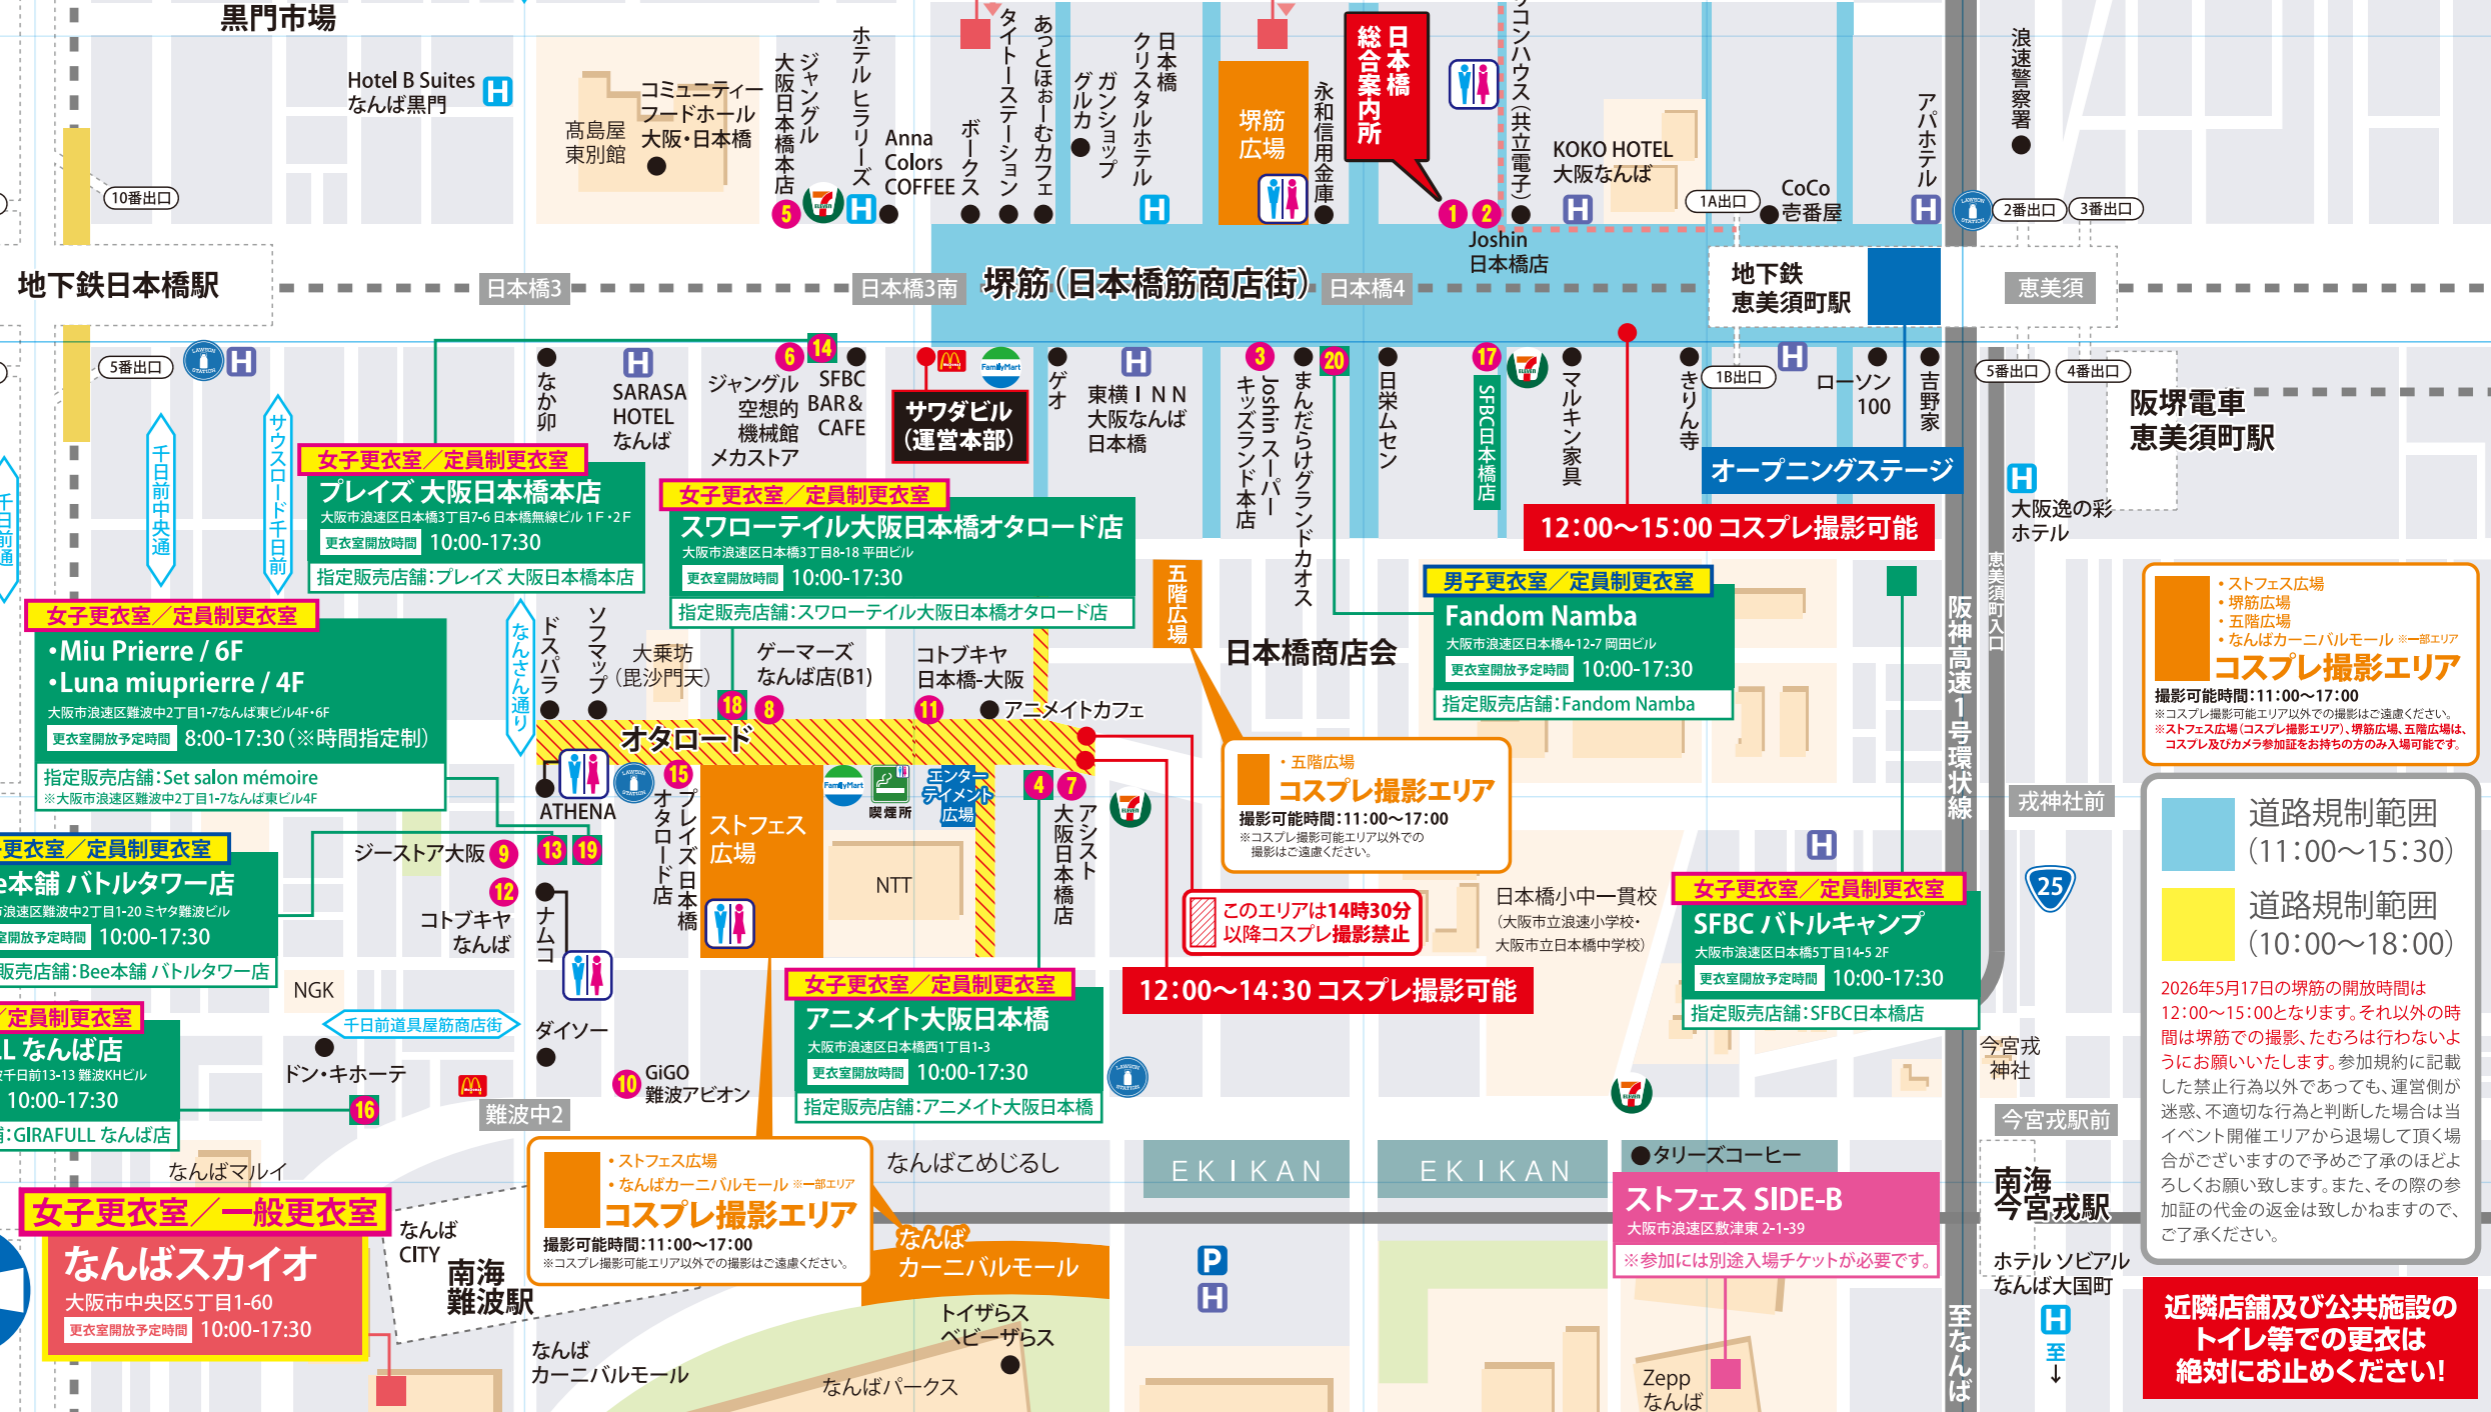 黒門市場
Hotel B Suites
なんば黒門
髙島屋
東別館
コミュニティー
フードホール
大阪・日本橋
ジャングル
大阪日本橋本店
5
ホテル ヒラリーズ
Anna
Colors
COFFEE
ボークス
タイトーステーション
あっとほぉーむカフェ
ガンショップ
グルカ
日本橋
クリスタルホテル
堺筋
広場
永和信用金庫
日本橋
総合案内所
1
2
Joshin
日本橋店
コンハウス(共立電子)
KOKO HOTEL
大阪なんば
1A出口
CoCo
壱番屋
アパホテル
浪速警察署
2番出口
3番出口
10番出口
地下鉄日本橋駅
日本橋3
日本橋3南
堺筋(日本橋筋商店街)
日本橋4
地下鉄
恵美須町駅
恵美須
5番出口
なか卯
SARASA
HOTEL
なんば
6
ジャングル
空想的
機械館
メカストア
14
SFBC
BAR &
CAFE
サワダビル
(運営本部)
FamilyMart
ゲオ
東横INN
大阪なんば
日本橋
3
Joshin スーパー
キッズランド本店
まんだらけグランドカオス
20
日栄ムセン
17
SFBC日本橋店
マルキン家具
きりん寺
1B出口
ローソン
100
吉野家
5番出口
4番出口
阪堺電車
恵美須町駅
オープニングステージ
12:00〜15:00 コスプレ撮影可能
大阪逸の彩
ホテル
千日前通
千日前中央通
サウスロード千日前
女子更衣室/定員制更衣室
プレイズ 大阪日本橋本店
大阪市浪速区日本橋3丁目7-6 日本橋無線ビル 1F・2F
更衣室開放時間 10:00-17:30
指定販売店舗:プレイズ 大阪日本橋本店
女子更衣室/定員制更衣室
スワローテイル大阪日本橋オタロード店
大阪市浪速区日本橋3丁目8-18 平田ビル
更衣室開放時間 10:00-17:30
指定販売店舗:スワローテイル大阪日本橋オタロード店
女子更衣室/定員制更衣室
・Miu Prierre / 6F
・Luna miuprierre / 4F
大阪市浪速区難波中2丁目1-7なんば東ビル4F・6F
更衣室開放予定時間 8:00-17:30(※時間指定制)
指定販売店舗:Set salon mémoire
※大阪市浪速区難波中2丁目1-7なんば東ビル4F
なんさん通り
ドスパラ
ソフマップ
大乗坊
(毘沙門天)
ゲーマーズ
なんば店(B1)
18
8
コトブキヤ
日本橋-大阪
11
アニメイトカフェ
五階広場
日本橋商店会
男子更衣室/定員制更衣室
Fandom Namba
大阪市浪速区日本橋4-12-7 岡田ビル
更衣室開放予定時間 10:00-17:30
指定販売店舗:Fandom Namba
恵美須町入口
阪神高速1号環状線
・ストフェス広場
・堺筋広場
・五階広場
・なんばカーニバルモール ※一部エリア
コスプレ撮影エリア
撮影可能時間:11:00〜17:00
※コスプレ撮影可能エリア以外での撮影はご遠慮ください。
※ストフェス広場(コスプレ撮影エリア)、堺筋広場、五階広場は、
コスプレ及びカメラ参加証をお持ちの方のみ入場可能です。
オタロード
ATHENA
15
プレイズ日本橋
オタロード店
ストフェス
広場
FamilyMart
喫煙所
エンター
テイメント
広場
4
7
アシスト
大阪日本橋店
NTT
・五階広場
コスプレ撮影エリア
撮影可能時間:11:00〜17:00
※コスプレ撮影可能エリア以外での
撮影はご遠慮ください。
戎神社前
道路規制範囲
(11:00〜15:30)
道路規制範囲
(10:00〜18:00)
25
更衣室/定員制更衣室
e本舗 バトルタワー店
市浪速区難波中2丁目1-20 ミヤタ難波ビル
室開放予定時間 10:00-17:30
販売店舗:Bee本舗 バトルタワー店
ジーストア大阪
9
13
19
12
コトブキヤ
なんば
ナムコ
このエリアは14時30分
以降コスプレ撮影禁止
12:00〜14:30 コスプレ撮影可能
日本橋小中一貫校
(大阪市立浪速小学校・
大阪市立日本橋中学校)
女子更衣室/定員制更衣室
SFBC バトルキャンプ
大阪市浪速区日本橋5丁目14-5 2F
更衣室開放予定時間 10:00-17:30
指定販売店舗:SFBC日本橋店
2026年5月17日の堺筋の開放時間は
12:00〜15:00となります。それ以外の時
間は堺筋での撮影、たむろは行わないよ
うにお願いいたします。参加規約に記載
した禁止行為以外であっても、運営側が
迷惑、不適切な行為と判断した場合は当
イベント開催エリアから退場して頂く場
合がございますので予めご了承のほどよ
ろしくお願い致します。また、その際の参
加証の代金の返金は致しかねますので、
ご了承ください。
NGK
千日前道具屋筋商店街
ダイソー
ドン・キホーテ
16
10
GiGO
難波アビオン
難波中2
女子更衣室/定員制更衣室
アニメイト大阪日本橋
大阪市浪速区日本橋西1丁目1-3
更衣室開放時間 10:00-17:30
指定販売店舗:アニメイト大阪日本橋
/定員制更衣室
LL なんば店
千日前13-13 難波KHビル
10:00-17:30
:GIRAFULL なんば店
今宮戎
神社
今宮戎駅前
なんばマルイ
女子更衣室/一般更衣室
なんばスカイオ
大阪市中央区5丁目1-60
更衣室開放予定時間 10:00-17:30
なんば
CITY
南海
難波駅
・ストフェス広場
・なんばカーニバルモール ※一部エリア
コスプレ撮影エリア
撮影可能時間:11:00〜17:00
※コスプレ撮影可能エリア以外での撮影はご遠慮ください。
なんばこめじるし
なんば
カーニバルモール
EKIKAN
EKIKAN
タリーズコーヒー
ストフェス SIDE-B
大阪市浪速区敷津東 2-1-39
※参加には別途入場チケットが必要です。
南海
今宮戎駅
ホテル ソビアル
なんば大国町
至
↓
至なんば
P
H
トイザらス
ベビーザらス
なんば
カーニバルモール
なんばパークス
Zepp
なんば
近隣店舗及び公共施設の
トイレ等での更衣は
絶対にお止めください!